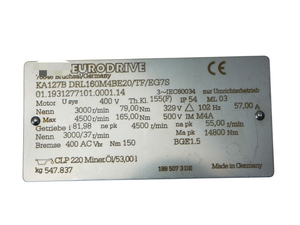 EURODRIVE
76646 Bruchsal/Germany
KA127B DRL160M4BE20/TF/EG7S
01.1931277101.0001.14 3~IEC60034 nur Umrichterbetrieb
Motor U sys 400 V Th.Kl. 155(F) IP 54 ML 03
Nenn 3000 r/min 79,00 Nm 329 V 102 Hz 57,00 A
Max 4500 r/min 165,00 Nm 500 V IM M4A
Getriebe i 81,98 na 4500 r/min na pk 55,00 r/min
Nenn 3000/37 r/min Ma pk 14800 Nm
Bremse 400 AC V Nm 150 BGE1.5
CLP 220 Miner.Öl/53,00 l
kg 547.837